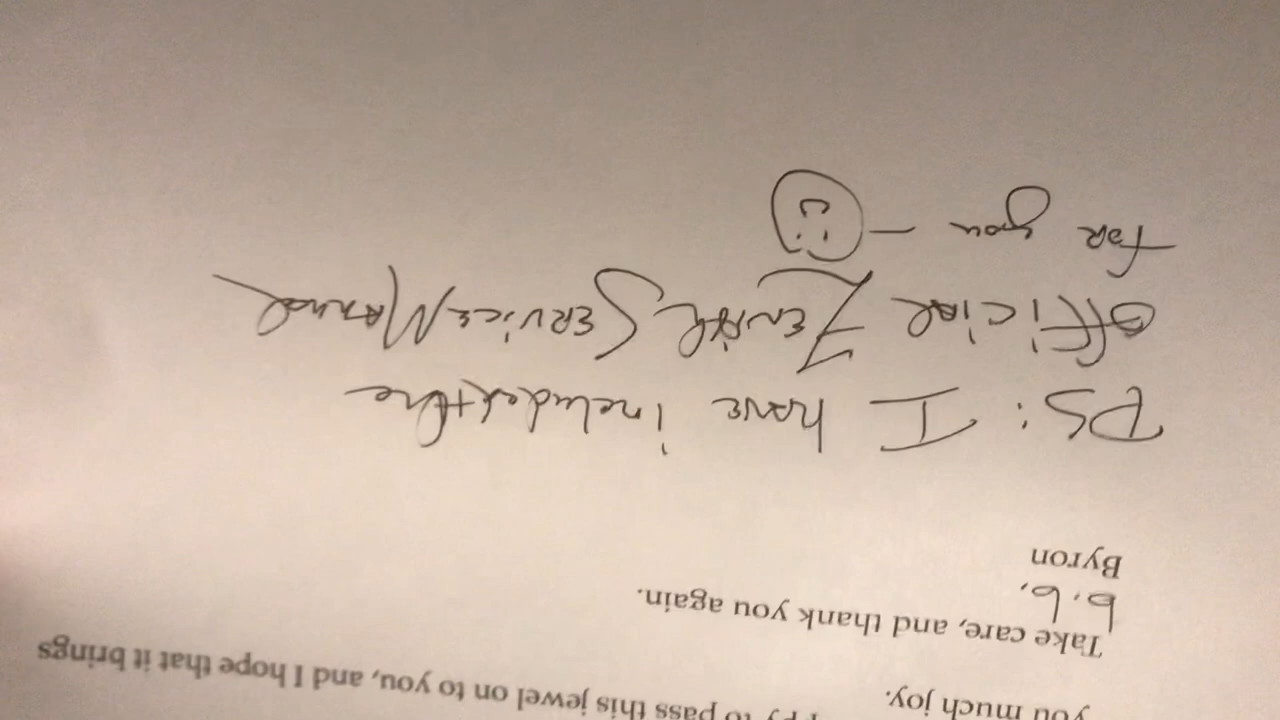 to pass this jewel on to you, and I hope that it brings
you much joy.
Take care, and thank you again.
b.b.
Byron
PS: I have included the
official Zenith Service Manual
for you –